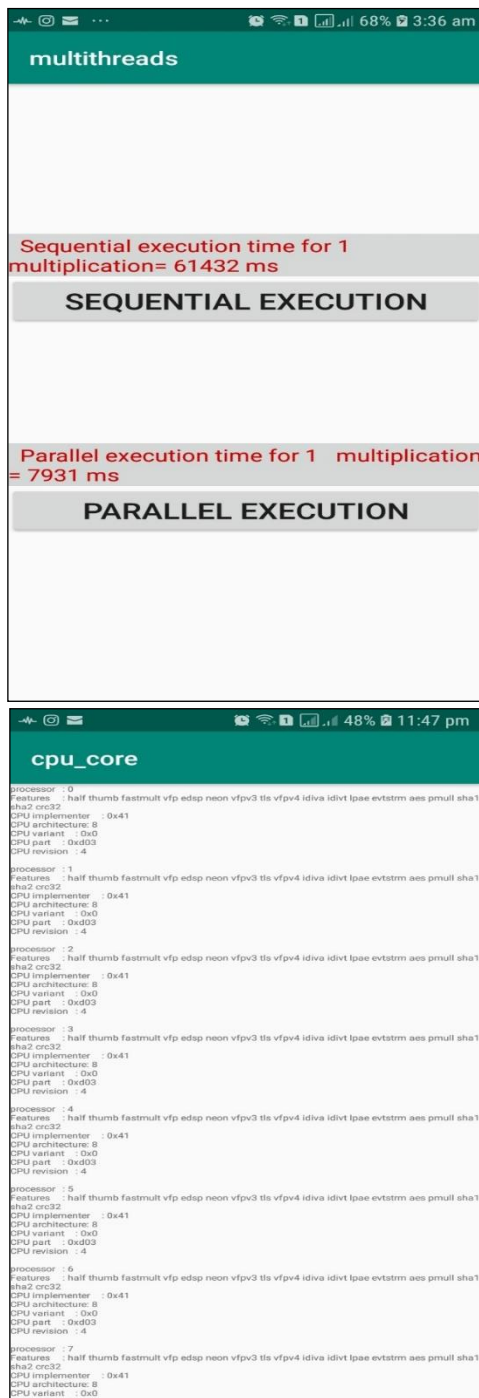 68% 3:36 am
multithreads
Sequential execution time for 1
multiplication= 61432 ms
SEQUENTIAL EXECUTION
Parallel execution time for 1 multiplication
= 7931 ms
PARALLEL EXECUTION
48% 11:47 pm
cpu_core
processor : 0
Features : half thumb fastmult vfp edsp neon vfpv3 tls vfpv4 idiva idivt lpae evtstrm aes pmull sha1
sha2 crc32
CPU implementer : 0x41
CPU architecture: 8
CPU variant : 0x0
CPU part : 0xd03
CPU revision : 4
processor : 1
Features : half thumb fastmult vfp edsp neon vfpv3 tls vfpv4 idiva idivt lpae evtstrm aes pmull sha1
sha2 crc32
CPU implementer : 0x41
CPU architecture: 8
CPU variant : 0x0
CPU part : 0xd03
CPU revision : 4
processor : 2
Features : half thumb fastmult vfp edsp neon vfpv3 tls vfpv4 idiva idivt lpae evtstrm aes pmull sha1
sha2 crc32
CPU implementer : 0x41
CPU architecture: 8
CPU variant : 0x0
CPU part : 0xd03
CPU revision : 4
processor : 3
Features : half thumb fastmult vfp edsp neon vfpv3 tls vfpv4 idiva idivt lpae evtstrm aes pmull sha1
sha2 crc32
CPU implementer : 0x41
CPU architecture: 8
CPU variant : 0x0
CPU part : 0xd03
CPU revision : 4
processor : 4
Features : half thumb fastmult vfp edsp neon vfpv3 tls vfpv4 idiva idivt lpae evtstrm aes pmull sha1
sha2 crc32
CPU implementer : 0x41
CPU architecture: 8
CPU variant : 0x0
CPU part : 0xd03
CPU revision : 4
processor : 5
Features : half thumb fastmult vfp edsp neon vfpv3 tls vfpv4 idiva idivt lpae evtstrm aes pmull sha1
sha2 crc32
CPU implementer : 0x41
CPU architecture: 8
CPU variant : 0x0
CPU part : 0xd03
CPU revision : 4
processor : 6
Features : half thumb fastmult vfp edsp neon vfpv3 tls vfpv4 idiva idivt lpae evtstrm aes pmull sha1
sha2 crc32
CPU implementer : 0x41
CPU architecture: 8
CPU variant : 0x0
CPU part : 0xd03
CPU revision : 4
processor : 7
Features : half thumb fastmult vfp edsp neon vfpv3 tls vfpv4 idiva idivt lpae evtstrm aes pmull sha1
sha2 crc32
CPU implementer : 0x41
CPU architecture: 8
CPU variant : 0x0